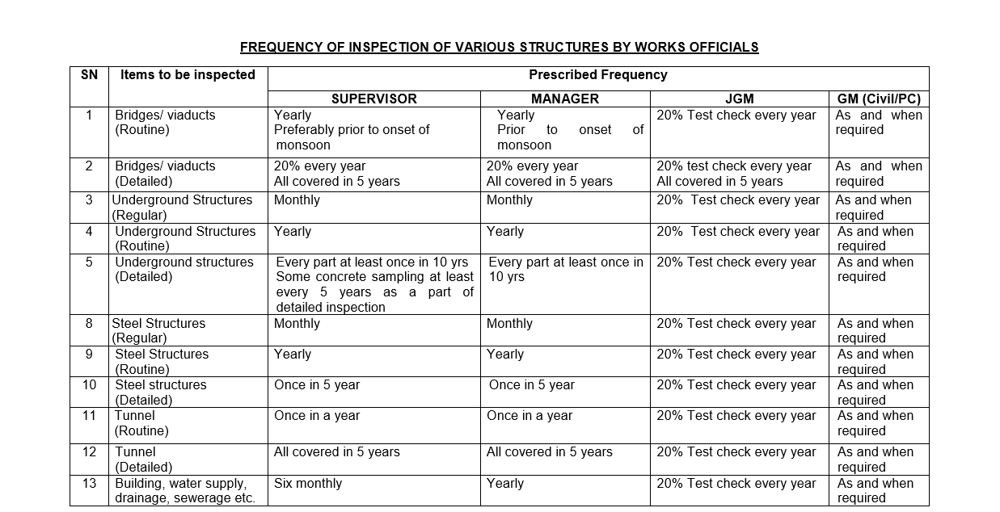 FREQUENCY OF INSPECTION OF VARIOUS STRUCTURES BY WORKS OFFICIALS
SN Items to be inspected Prescribed Frequency
SUPERVISOR MANAGER JGM GM (Civil/PC)
1 Bridges/ viaducts Yearly Yearly 20% Test check every year As and when
(Routine) Preferably prior to onset of Prior to onset of required
monsoon monsoon
2 Bridges/ viaducts 20% every year 20% every year 20% test check every year As and when
(Detailed) All covered in 5 years All covered in 5 years All covered in 5 years required
3 Underground Structures Monthly Monthly 20% Test check every year As and when
(Regular) required
4 Underground Structures Yearly Yearly 20% Test check every year As and when
(Routine) required
5 Underground structures Every part at least once in 10 yrs Every part at least once in 20% Test check every year As and when
(Detailed) Some concrete sampling at least 10 yrs required
every 5 years as a part of
detailed inspection
8 Steel Structures Monthly Monthly 20% Test check every year As and when
(Regular) required
9 Steel Structures Yearly Yearly 20% Test check every year As and when
(Routine) required
10 Steel structures Once in 5 year Once in 5 year 20% Test check every year As and when
(Detailed) required
11 Tunnel Once in a year Once in a year 20% Test check every year As and when
(Routine) required
12 Tunnel All covered in 5 years All covered in 5 years 20% Test check every year As and when
(Detailed) required
13 Building, water supply, Six monthly Yearly 20% Test check every year As and when
drainage, sewerage etc. required